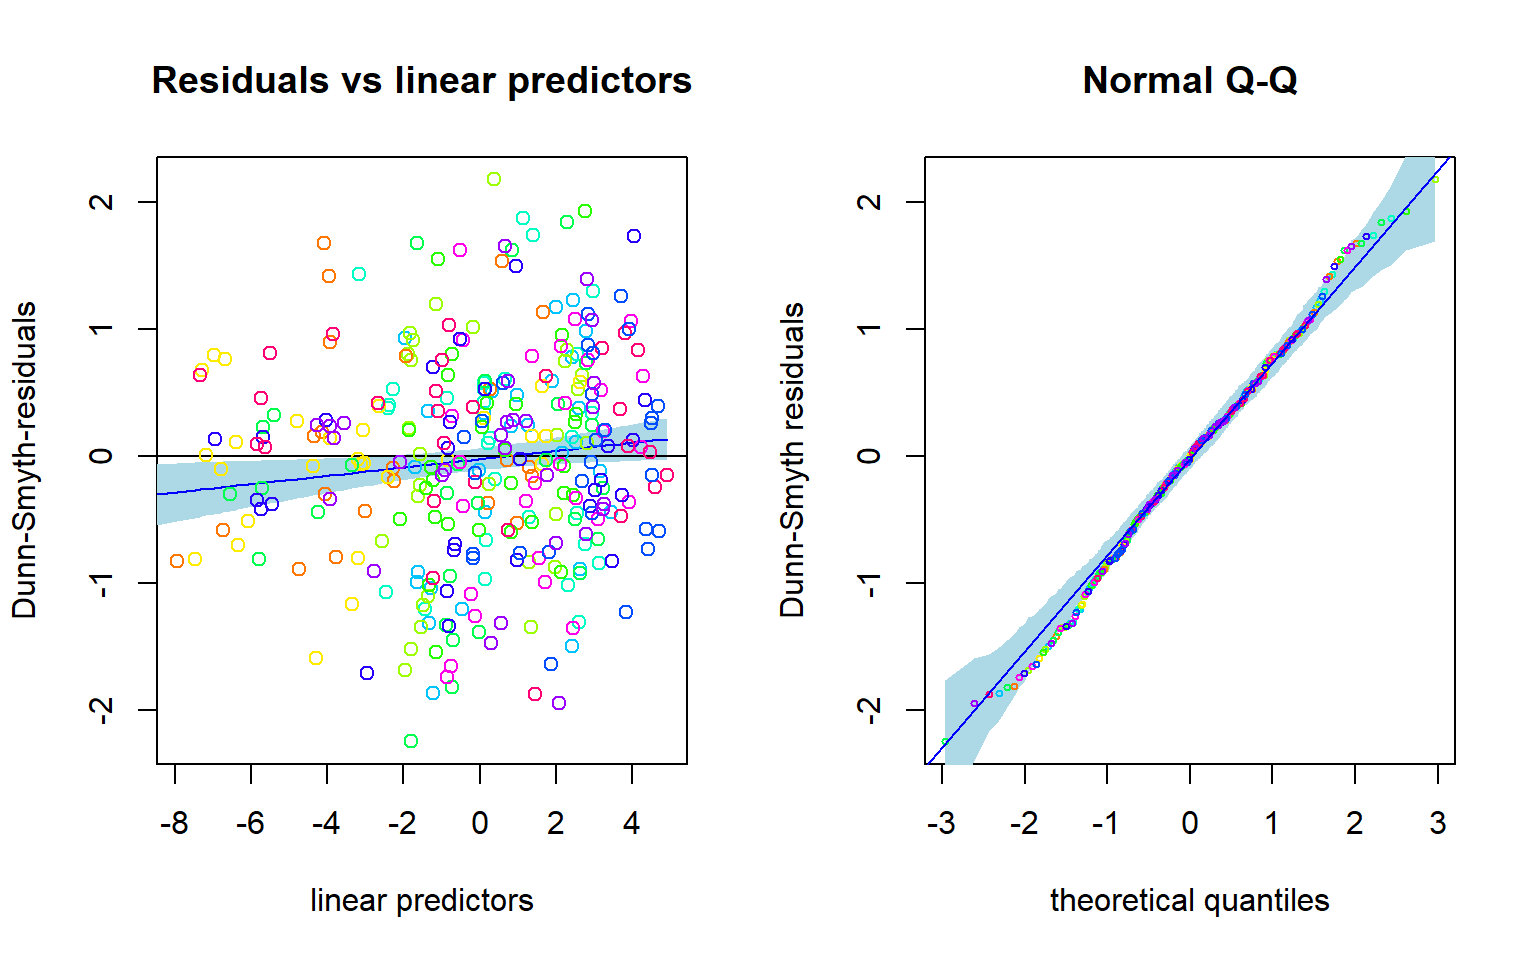 Residuals vs linear predictors
Dunn-Smyth-residuals
2
1
0
-1
-2
-8 -6 -4 -2 0 2 4
linear predictors
Normal Q-Q
Dunn-Smyth residuals
2
1
0
-1
-2
-3 -2 -1 0 1 2 3
theoretical quantiles